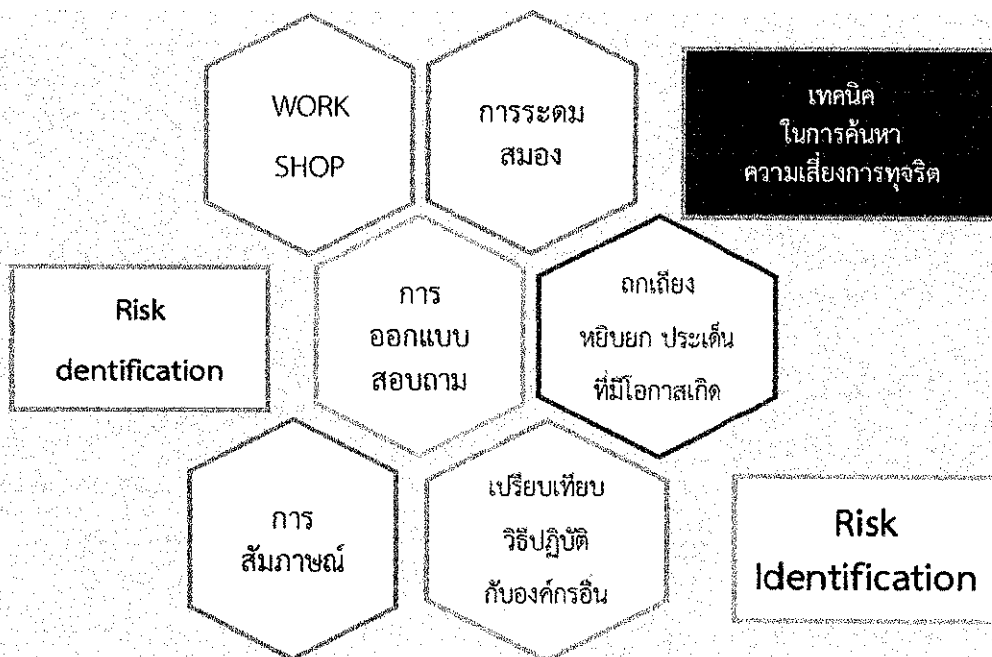 WORK
SHOP
การระดม
สมอง
เทคนิค
ในการค้นหา
ความเสี่ยงการทุจริต
Risk
dentification
การ
ออกแบบ
สอบถาม
ถกเถียง
หยิบยก ประเด็น
ที่มีโอกาสเกิด
การ
สัมภาษณ์
เปรียบเทียบ
วิธีปฏิบัติ
กับองค์กรอื่น
Risk
Identification